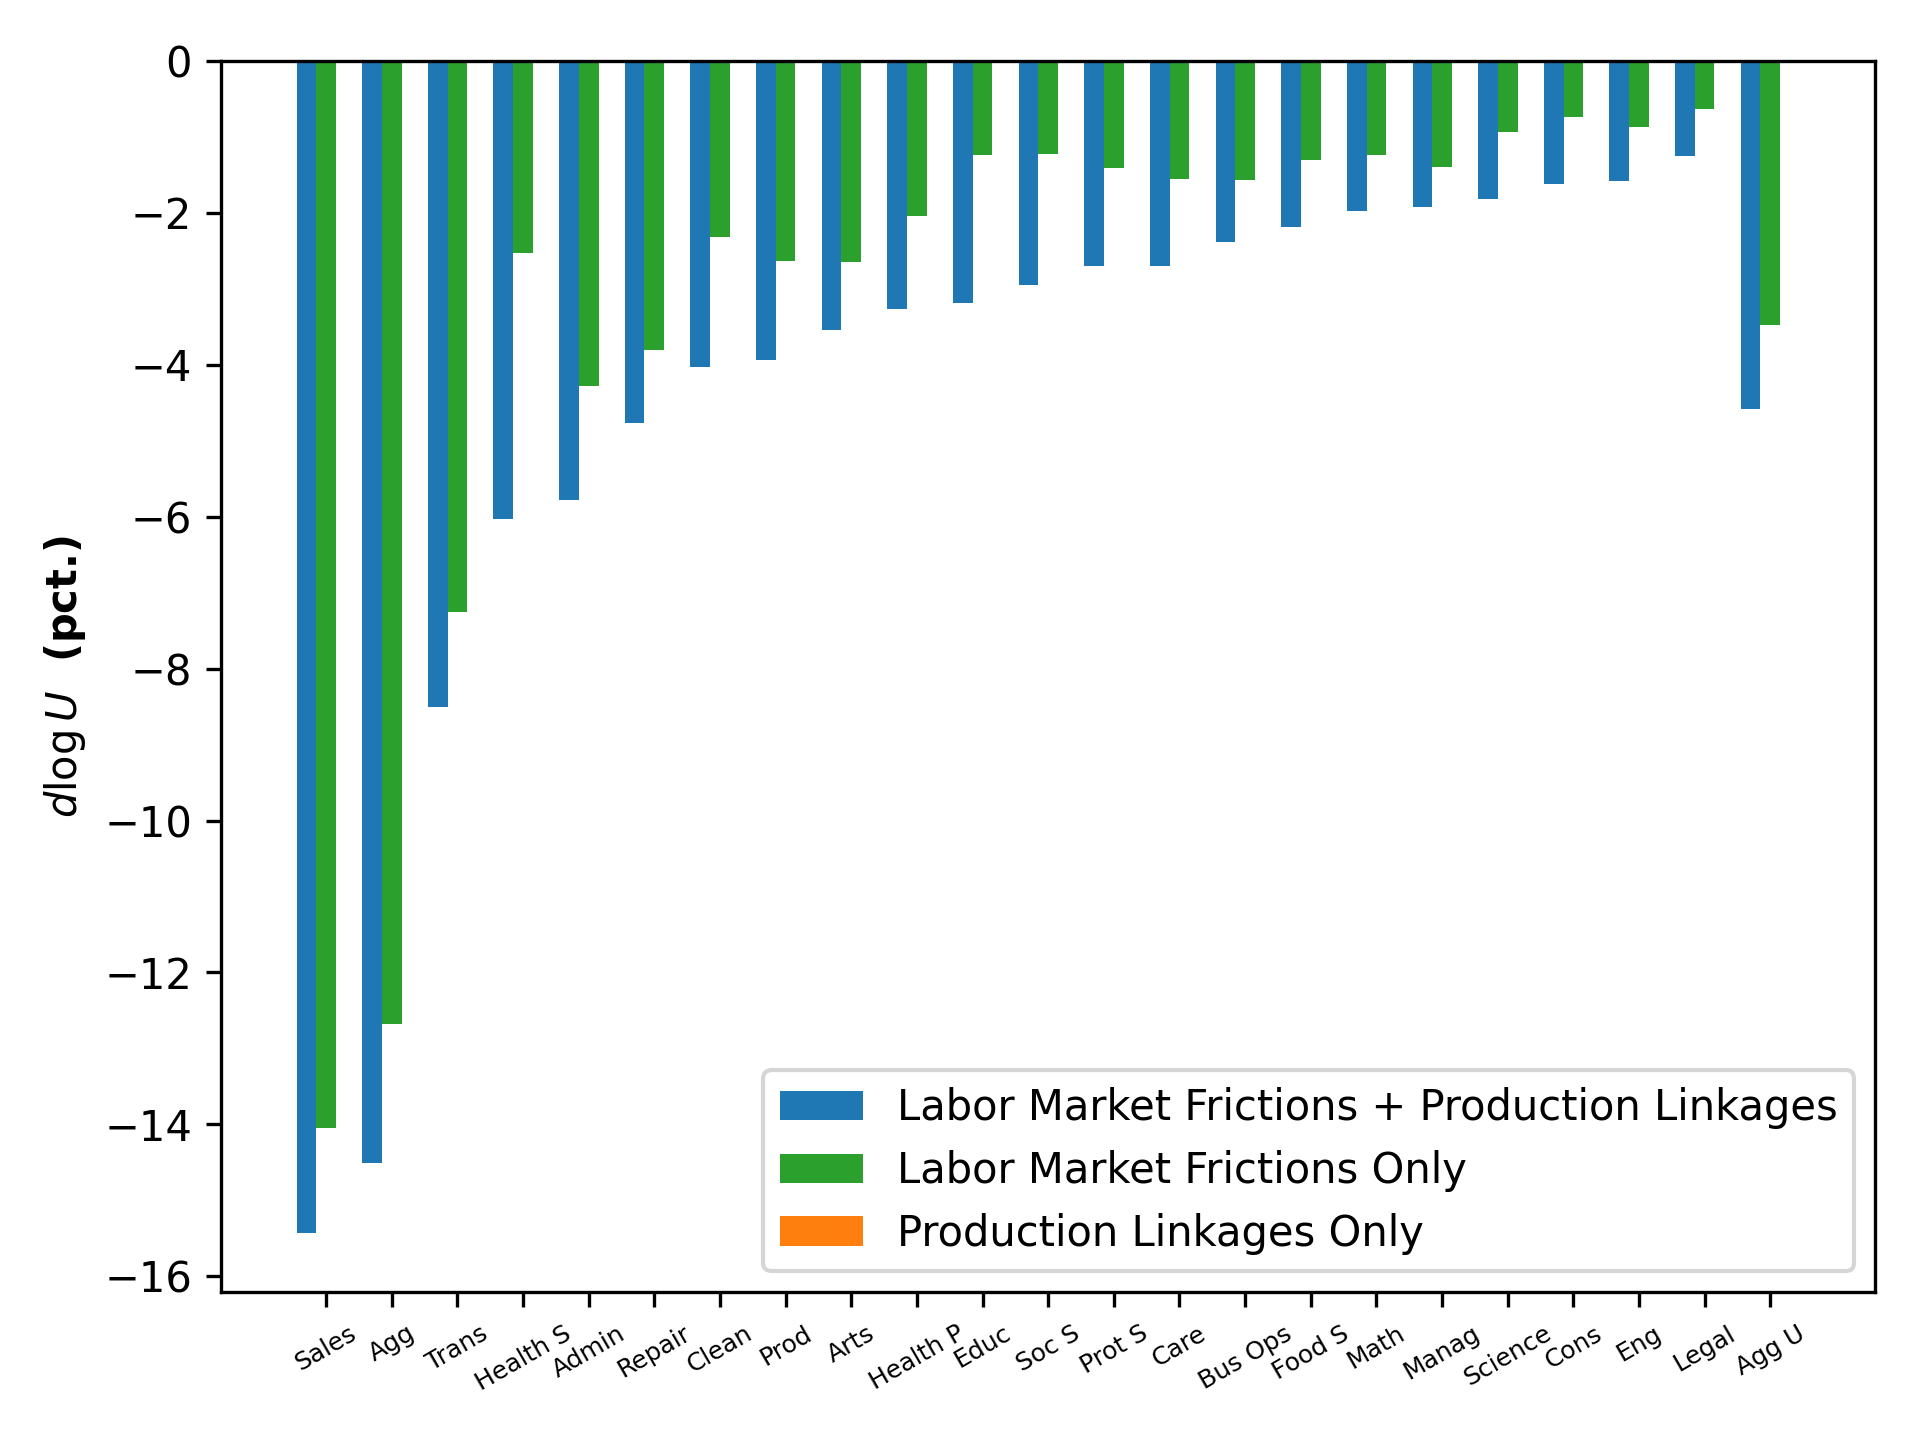 0
−2
−4
−6
−8
−10
−12
−14
−16
d log U (pct.)
Labor Market Frictions + Production Linkages
Labor Market Frictions Only
Production Linkages Only
Sales
Agg
Trans
Health S
Admin
Repair
Clean
Prod
Arts
Health P
Educ
Soc S
Prot S
Care
Bus Ops
Food S
Math
Manag
Science
Cons
Eng
Legal
Agg U